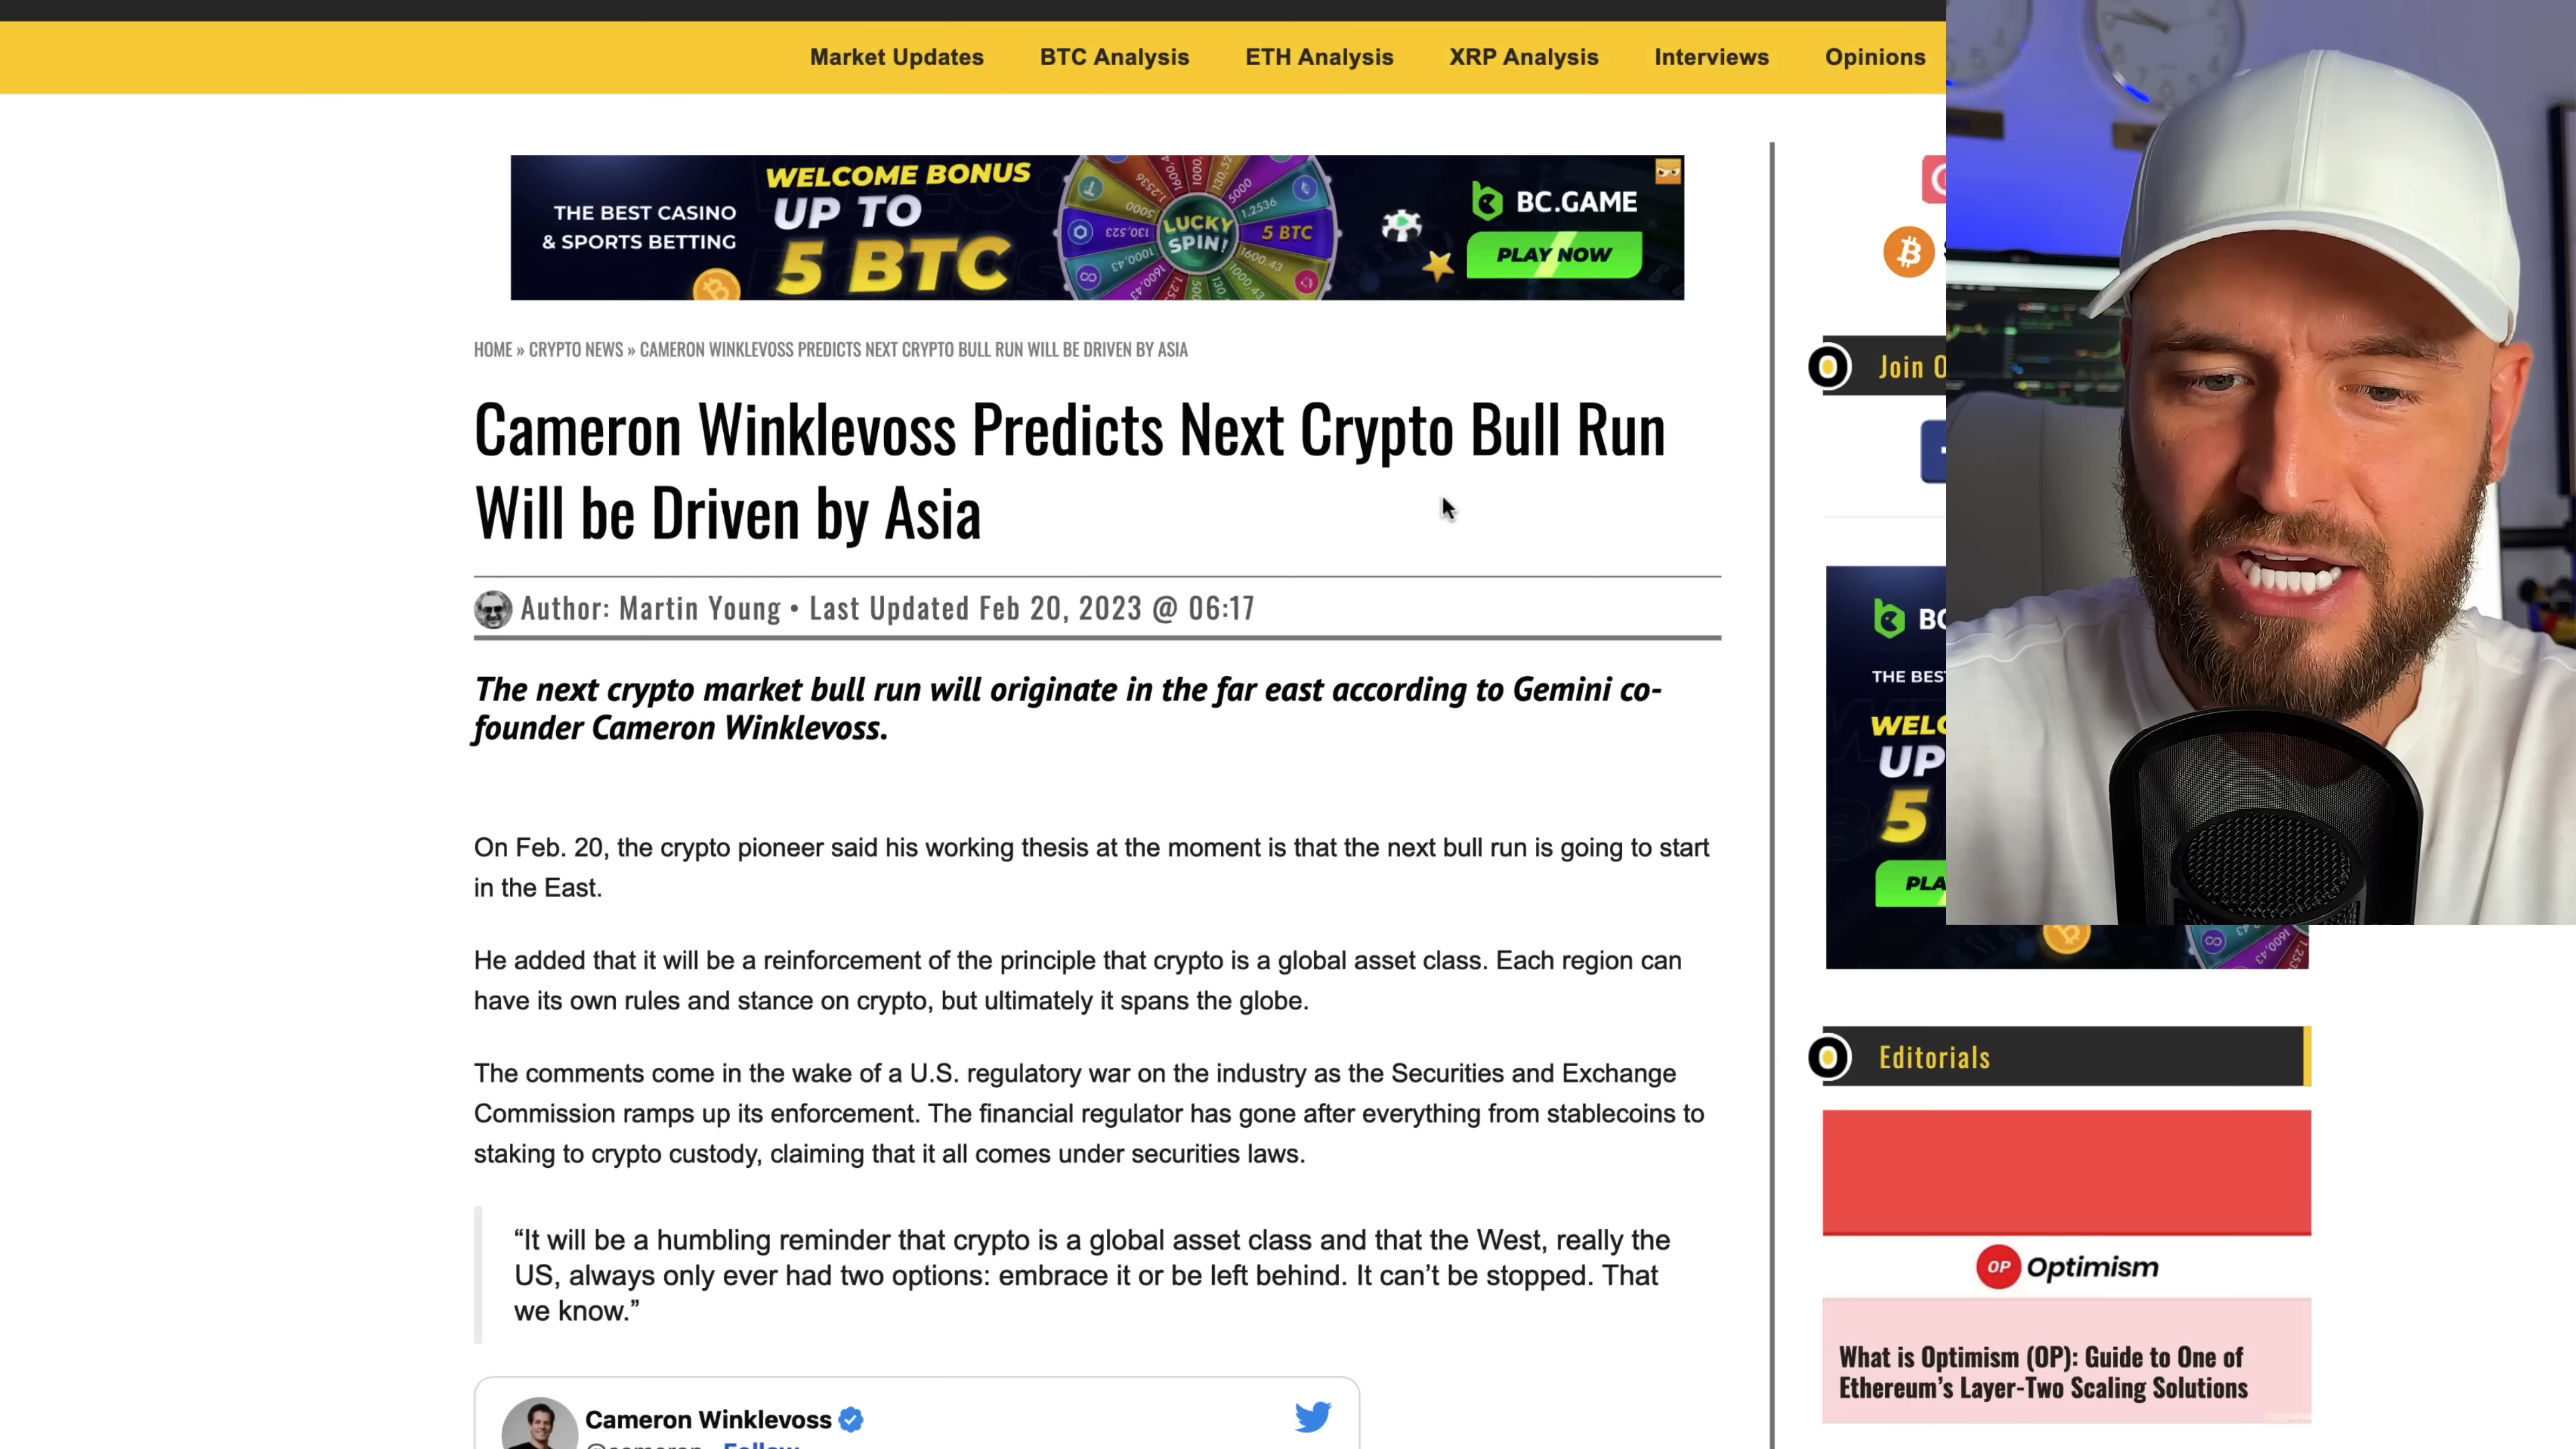 Market Updates BTC Analysis ETH Analysis XRP Analysis Interviews Opinions
THE BEST CASINO
& SPORTS BETTING
WELCOME BONUS
UP TO
5 BTC
LUCKY
SPIN!
5 BTC
BC.GAME
PLAY NOW
HOME » CRYPTO NEWS » CAMERON WINKLEVOSS PREDICTS NEXT CRYPTO BULL RUN WILL BE DRIVEN BY ASIA
Cameron Winklevoss Predicts Next Crypto Bull Run
Will be Driven by Asia
Author: Martin Young • Last Updated Feb 20, 2023 @ 06:17
The next crypto market bull run will originate in the far east according to Gemini co-
founder Cameron Winklevoss.
On Feb. 20, the crypto pioneer said his working thesis at the moment is that the next bull run is going to start
in the East.
He added that it will be a reinforcement of the principle that crypto is a global asset class. Each region can
have its own rules and stance on crypto, but ultimately it spans the globe.
The comments come in the wake of a U.S. regulatory war on the industry as the Securities and Exchange
Commission ramps up its enforcement. The financial regulator has gone after everything from stablecoins to
staking to crypto custody, claiming that it all comes under securities laws.
“It will be a humbling reminder that crypto is a global asset class and that the West, really the
US, always only ever had two options: embrace it or be left behind. It can’t be stopped. That
we know.”
Cameron Winklevoss
Join
THE
UP
5
Editorials
OP Optimism
What is Optimism (OP): Guide to One of
Ethereum’s Layer-Two Scaling Solutions